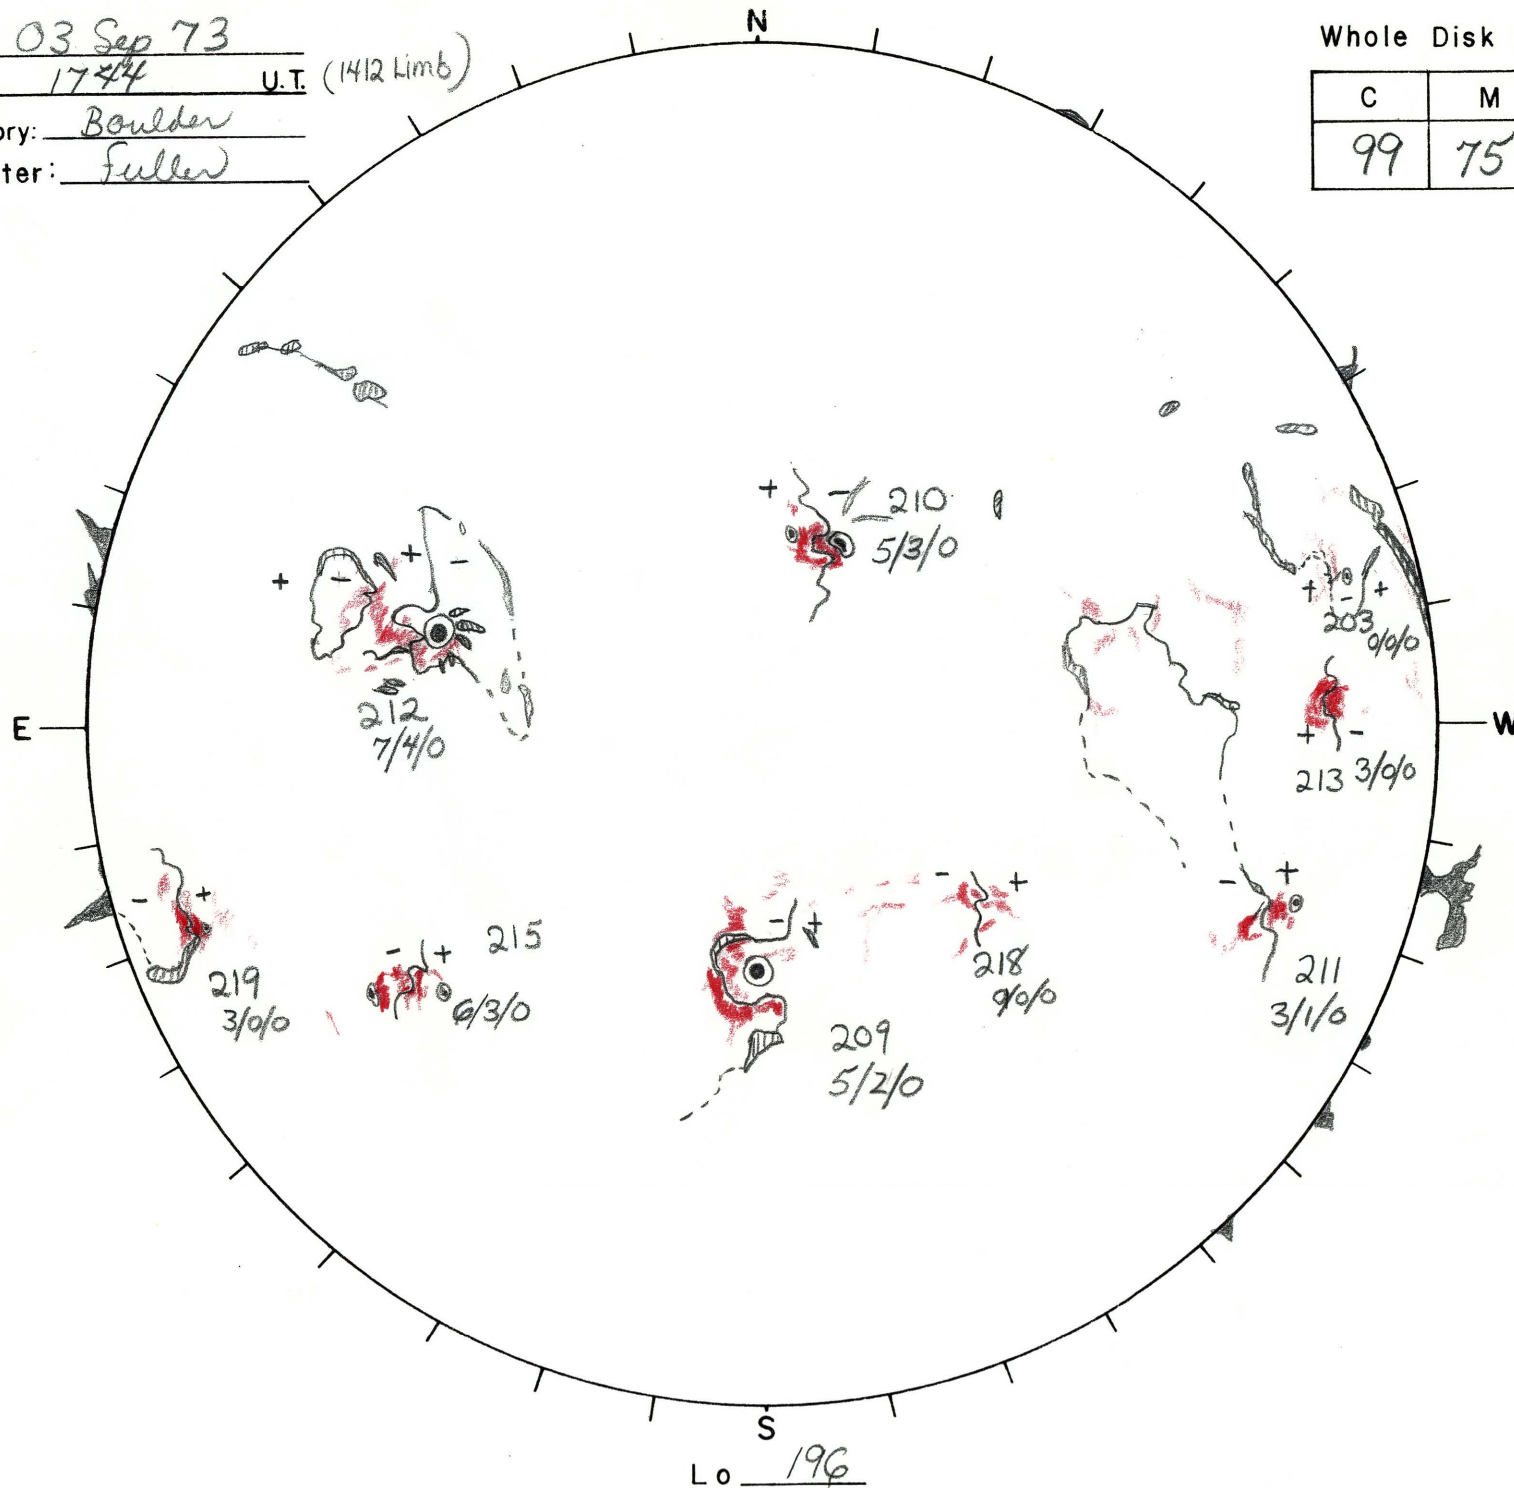 03 Sep 73
1744 U.T. (1412 Limb)
ory: Boulder
ter: Fuller
N
Whole Disk
C M
99 75
+ - 210
5/3/0
+ - + -
212
7/4/0
+ - +
203
0/0/0
E
W
+ -
213 3/0/0
- +
219
3/0/0
- + 215
6/3/0
- +
209
5/2/0
- +
218
0/0/0
- +
211
3/1/0
S
Lo 196